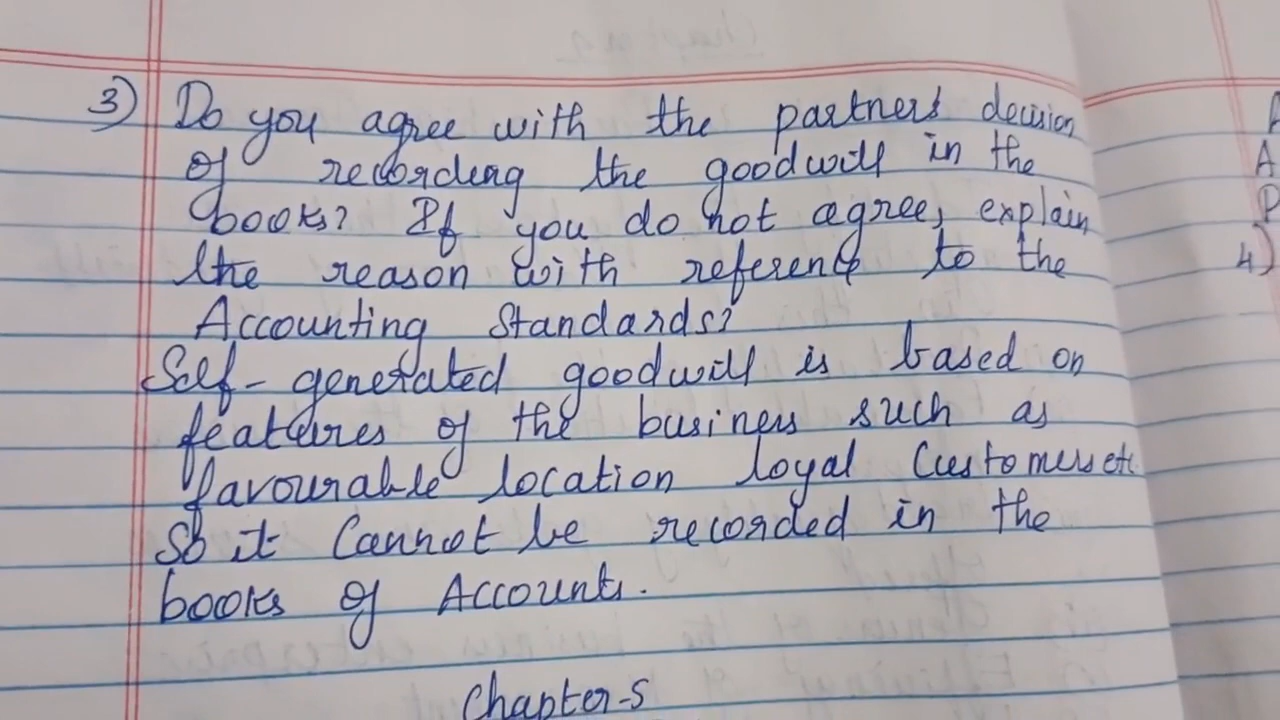 3) Do you agree with the partners decision
of recording the goodwill in the
books? If you do not agree, explain
the reason with reference to the
Accounting Standards?
Self-generated goodwill is based on
features of the business such as
favourable location loyal Customers etc
So it Cannot be recorded in the
books of Accounts.
Chapter-5
A
P
4)